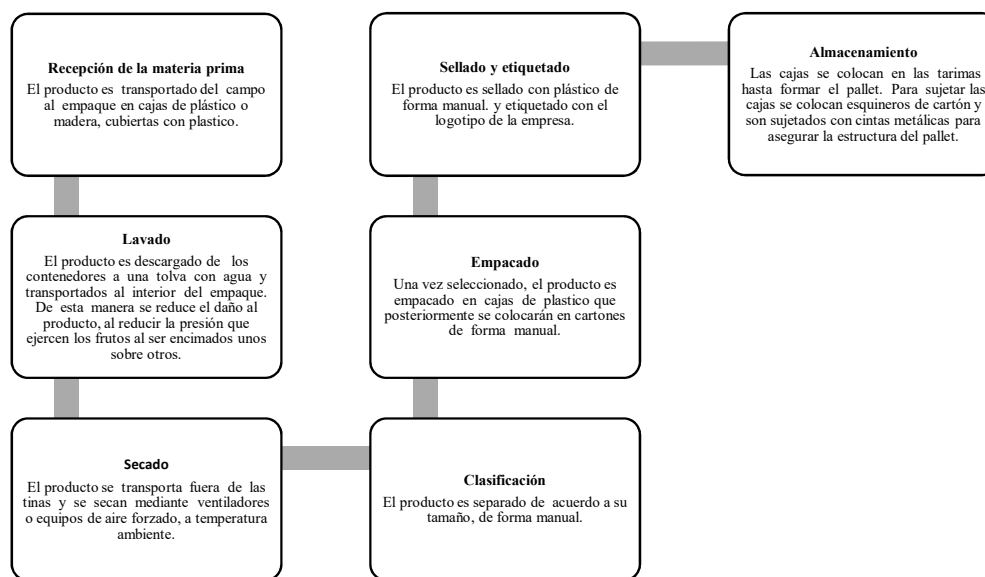 Recepción de la materia prima
El producto es transportado del campo
al empaque en cajas de plástico o
madera, cubiertas con plastico.
Lavado
El producto es descargado de los
contenedores a una tolva con agua y
transportados al interior del empaque.
De esta manera se reduce el daño al
producto, al reducir la presión que
ejercen los frutos al ser encimados unos
sobre otros.
Secado
El producto se transporta fuera de las
tinas y se secan mediante ventiladores
o equipos de aire forzado, a temperatura
ambiente.
Clasificación
El producto es separado de acuerdo a su
tamaño, de forma manual.
Empacado
Una vez seleccionado, el producto es
empacado en cajas de plastico que
posteriormente se colocarán en cartones
de forma manual.
Sellado y etiquetado
El producto es sellado con plástico de
forma manual. y etiquetado con el
logotipo de la empresa.
Almacenamiento
Las cajas se colocan en las tarimas
hasta formar el pallet. Para sujetar las
cajas se colocan esquineros de cartón y
son sujetados con cintas metálicas para
asegurar la estructura del pallet.